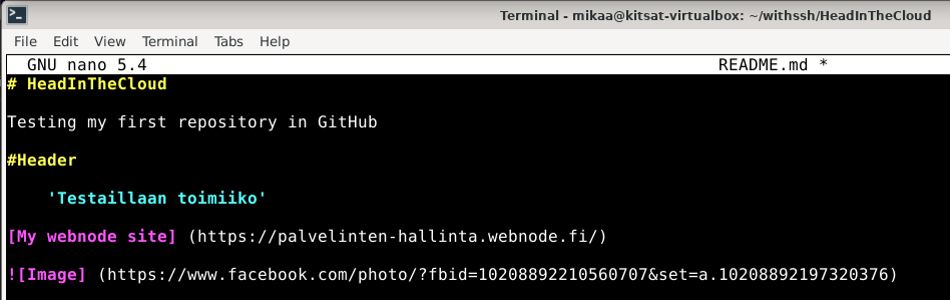 Terminal - mikaa@kitsat-virtualbox: ~/withssh/HeadInTheCloud
File Edit View Terminal Tabs Help
GNU nano 5.4 README.md *
# HeadInTheCloud
Testing my first repository in GitHub
#Header
'Testaillaan toimiiko'
[My webnode site] (https://palvelinten-hallinta.webnode.fi/)
![Image] (https://www.facebook.com/photo/?fbid=10208892210560707&set=a.10208892197320376)